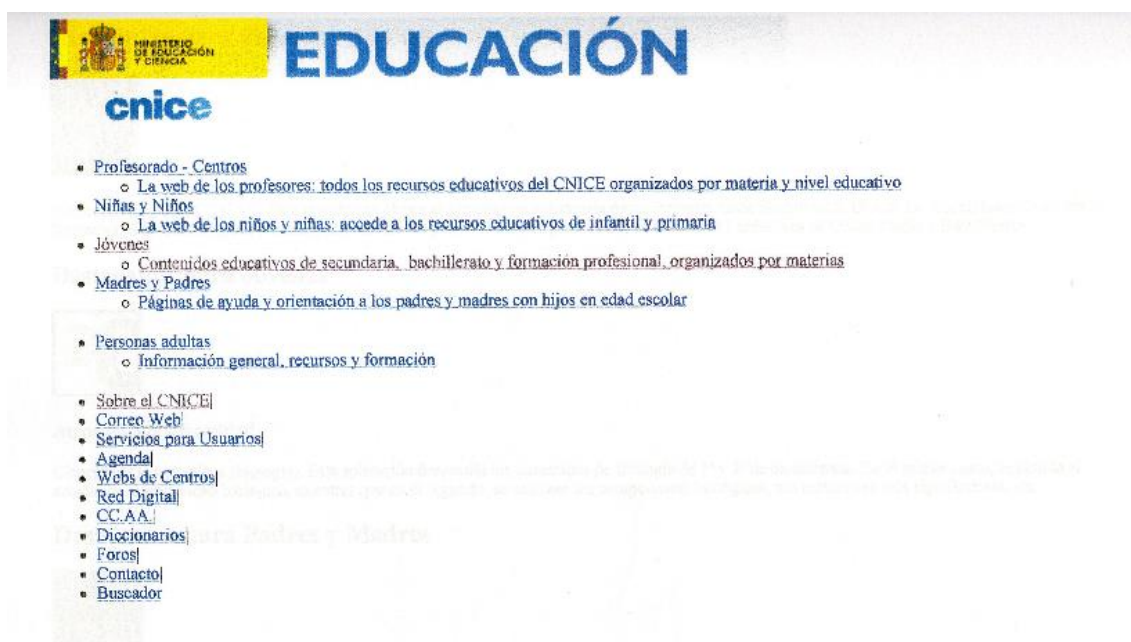 MINISTERIO
DE EDUCACIÓN
Y CIENCIA
EDUCACIÓN
cnice
• Profesorado - Centros
o La web de los profesores: todos los recursos educativos del CNICE organizados por materia y nivel educativo
• Niñas y Niños
o La web de los niños y niñas: accede a los recursos educativos de infantil y primaria
• Jóvenes
o Contenidos educativos de secundaria, bachillerato y formación profesional, organizados por materias
• Madres y Padres
o Páginas de ayuda y orientación a los padres y madres con hijos en edad escolar
• Personas adultas
o Información general, recursos y formación
• Sobre el CNICE|
• Correo Web|
• Servicios para Usuarios|
• Agenda|
• Webs de Centros|
• Red Digital|
• CC.AA.|
• Diccionarios|
• Foros|
• Contacto|
• Buscador